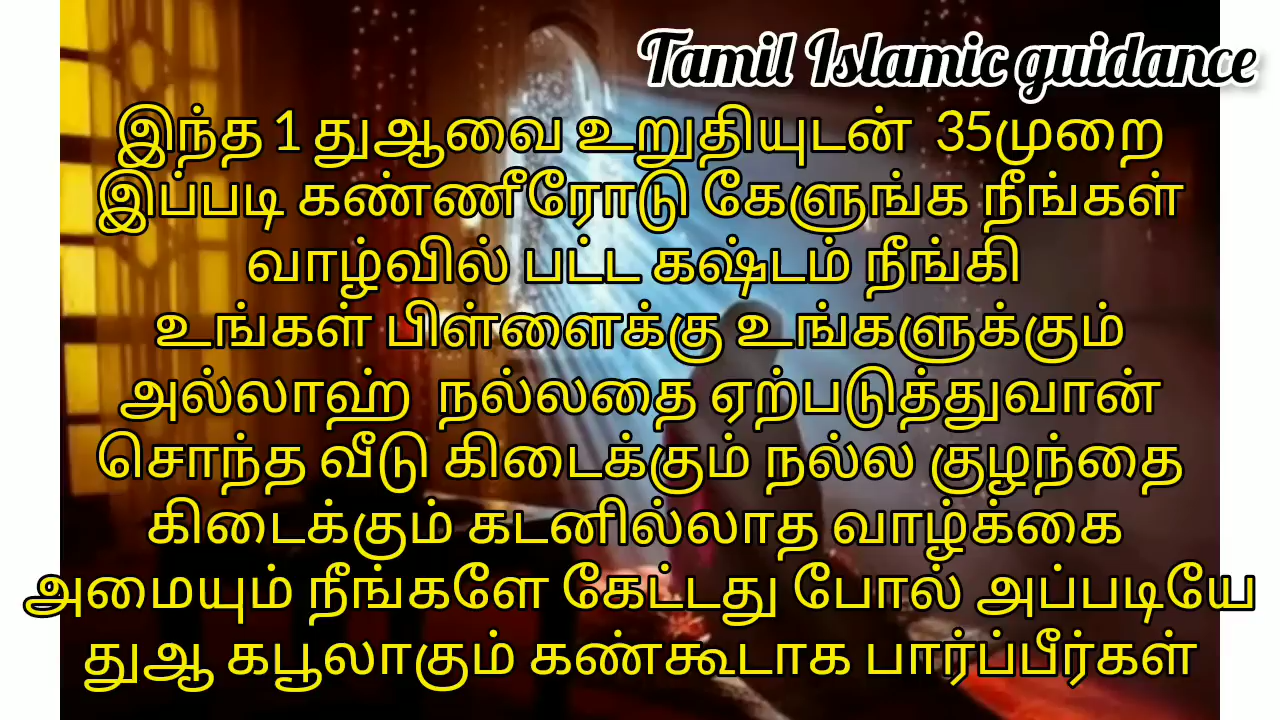 Tamil Islamic guidance
இந்த 1 துஆவை உறுதியுடன் 35முறை
இப்படி கண்ணீரோடு கேளுங்க நீங்கள்
வாழ்வில் பட்ட கஷ்டம் நீங்கி
உங்கள் பிள்ளைக்கு உங்களுக்கும்
அல்லாஹ் நல்லதை ஏற்படுத்துவான்
சொந்த வீடு கிடைக்கும் நல்ல குழந்தை
கிடைக்கும் கடனில்லாத வாழ்க்கை
அமையும் நீங்களே கேட்டது போல் அப்படியே
துஆ கபூலாகும் கண்கூடாக பார்ப்பீர்கள்